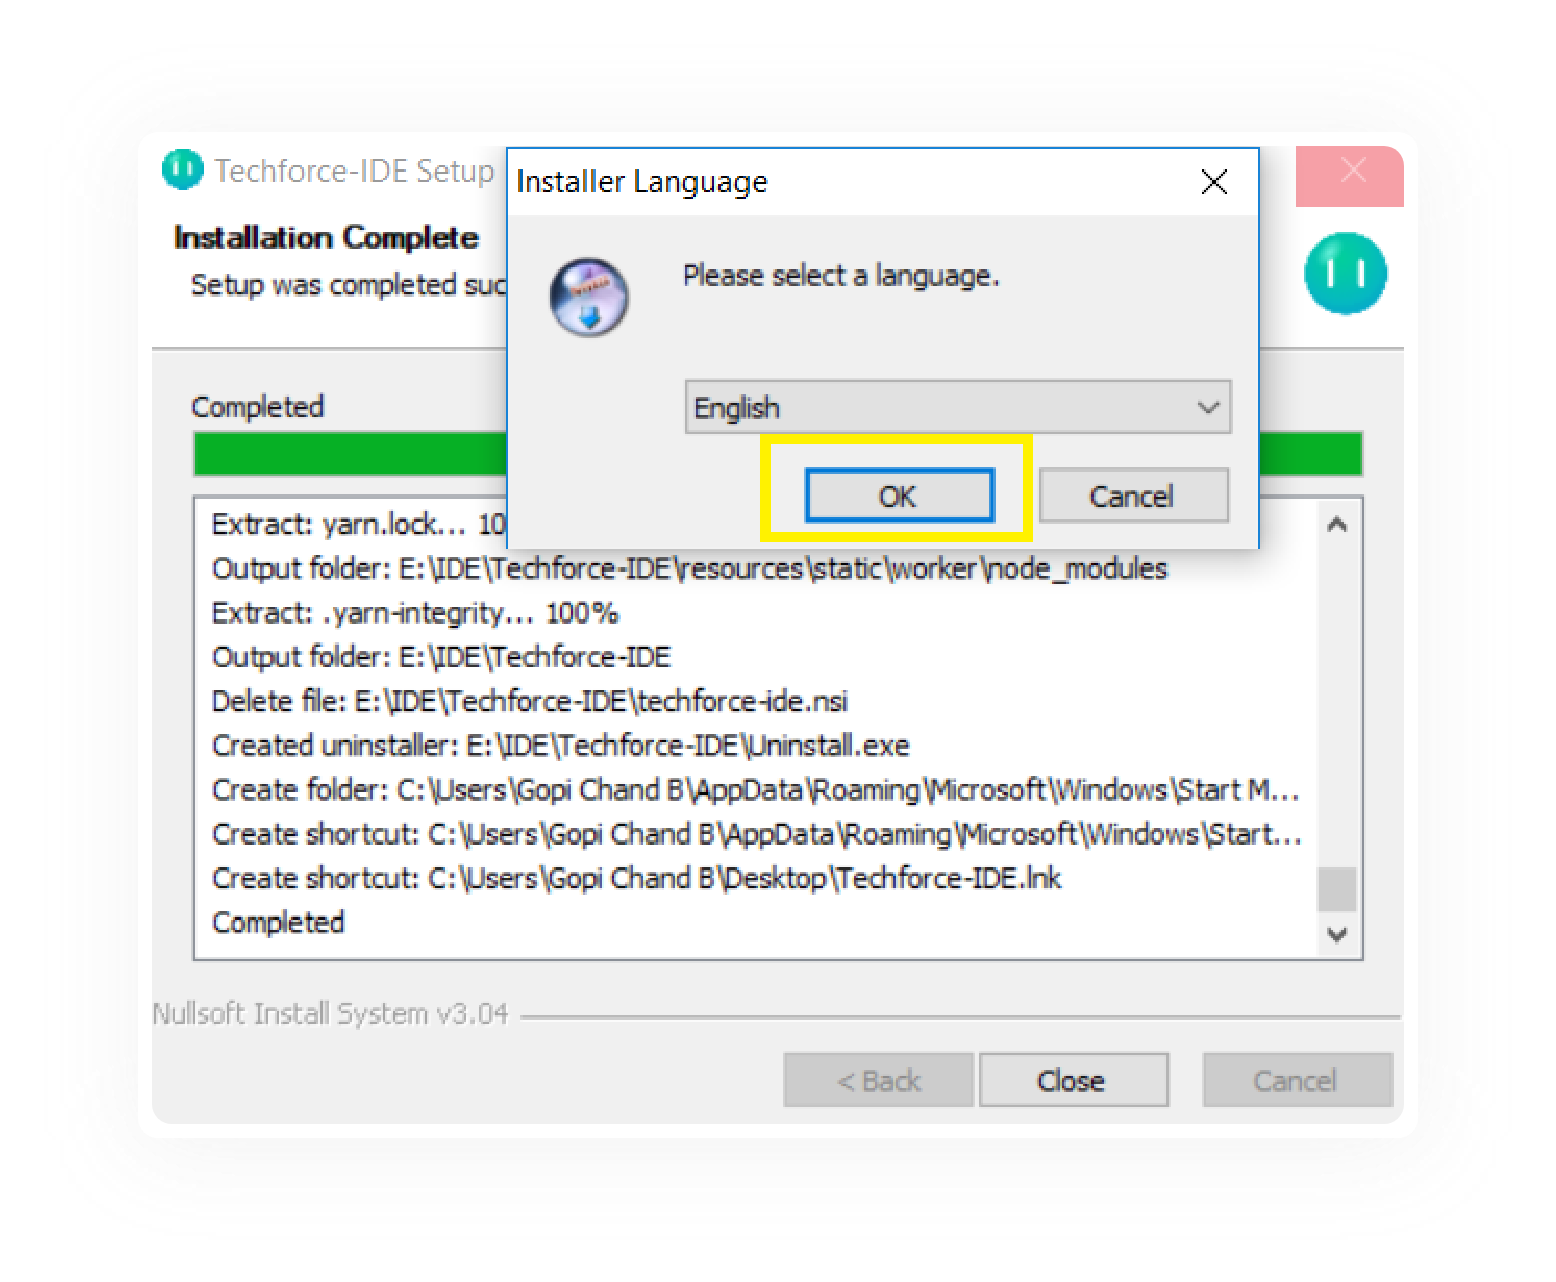 Techforce-IDE Setup
Installation Complete
Setup was completed suc
Installer Language
Please select a language.
English
OK
Cancel
Completed
Extract: yarn.lock... 10
Output folder: E:\IDE\Techforce-IDE\resources\static\worker\node_modules
Extract: .yarn-integrity... 100%
Output folder: E:\IDE\Techforce-IDE
Delete file: E:\IDE\Techforce-IDE\techforce-ide.nsi
Created uninstaller: E:\IDE\Techforce-IDE\Uninstall.exe
Create folder: C:\Users\Gopi Chand B\AppData\Roaming\Microsoft\Windows\Start M...
Create shortcut: C:\Users\Gopi Chand B\AppData\Roaming\Microsoft\Windows\Start...
Create shortcut: C:\Users\Gopi Chand B\Desktop\Techforce-IDE.lnk
Completed
Nullsoft Install System v3.04
< Back
Close
Cancel